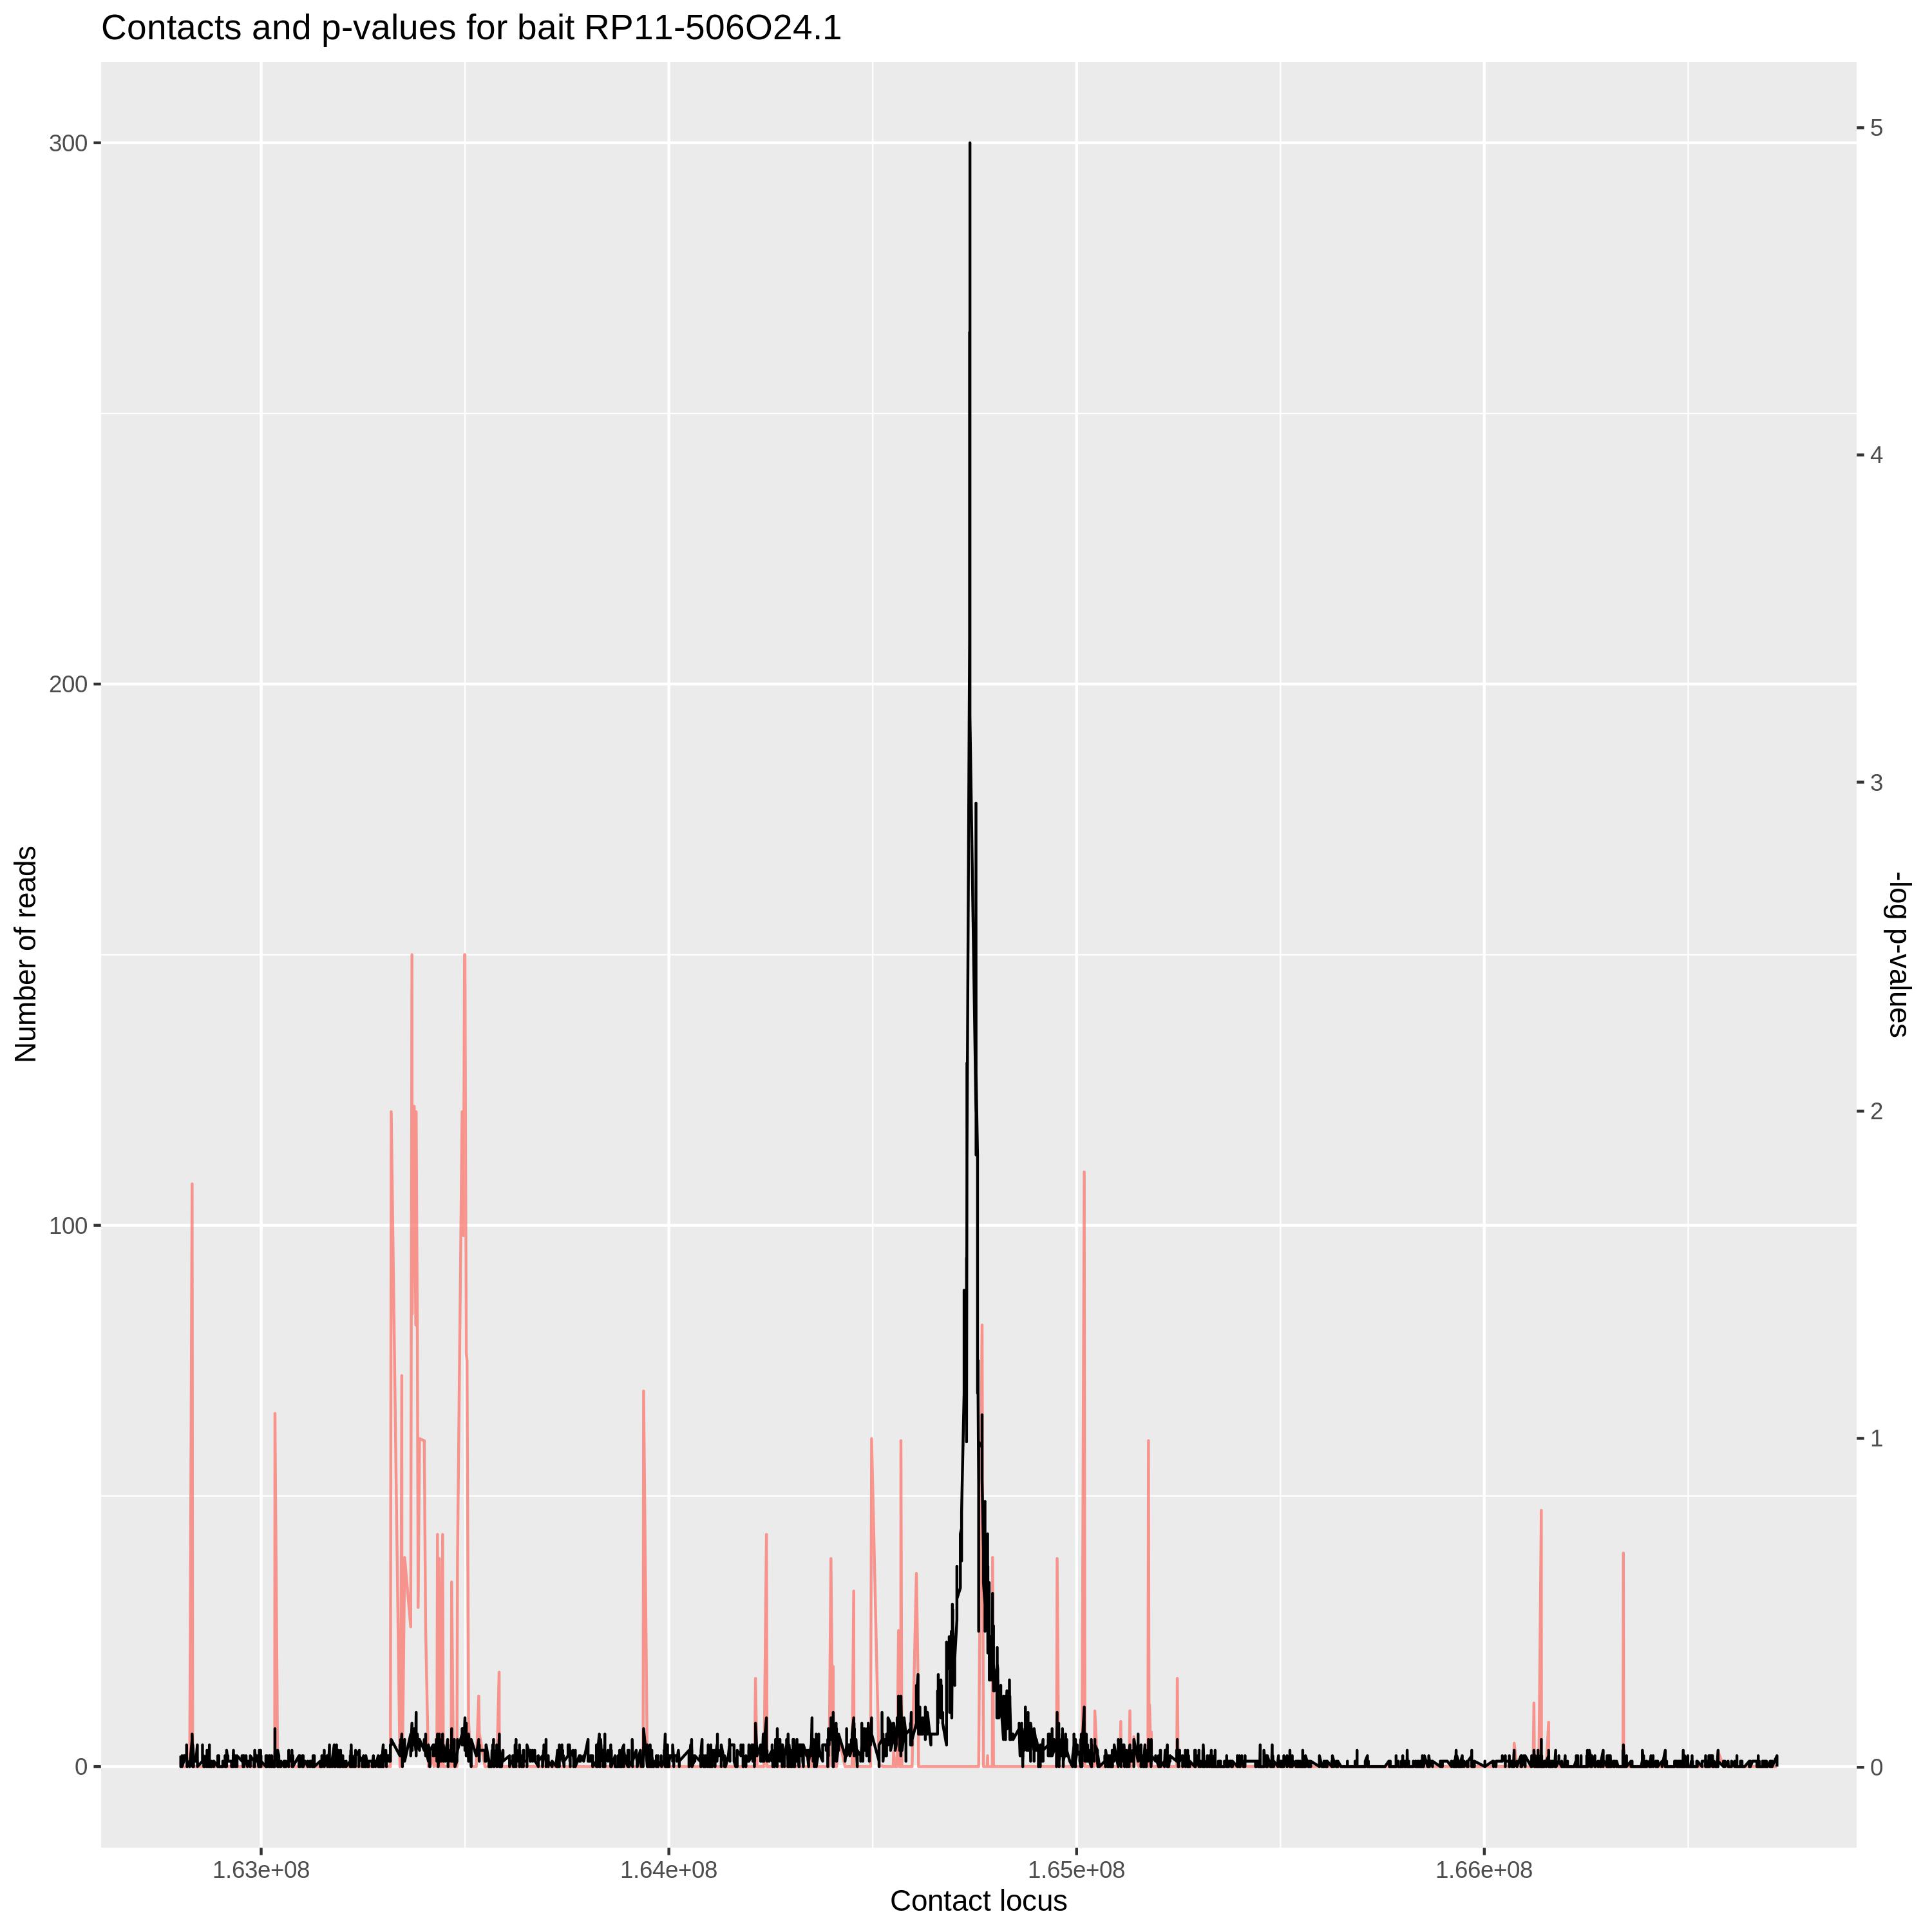 Contacts and p-values for bait RP11-506O24.1
300
200
100
0
Number of reads
5
4
3
2
1
0
-log p-values
1.63e+08
1.64e+08
1.65e+08
1.66e+08
Contact locus